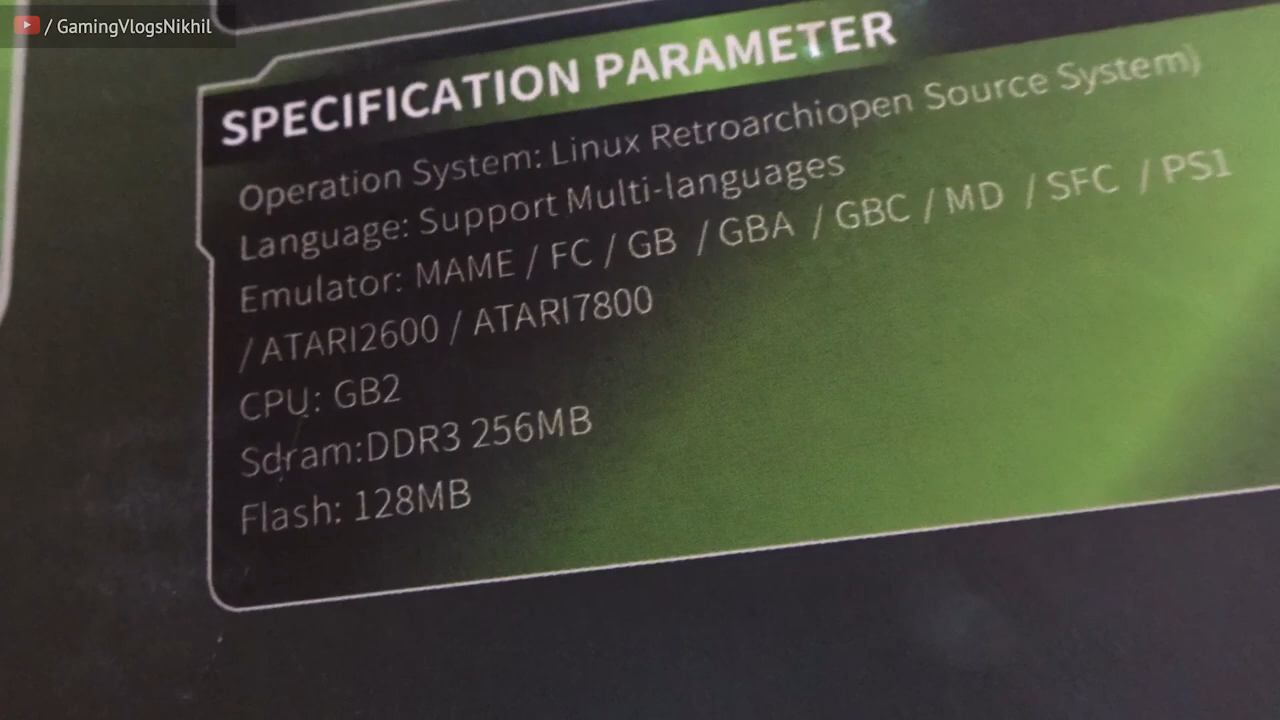 / GamingVlogsNikhil
SPECIFICATION PARAMETER
Operation System: Linux Retroarchiopen Source System)
Language: Support Multi-languages
Emulator: MAME / FC / GB / GBA / GBC / MD / SFC / PS1
/ ATARI2600 / ATARI7800
CPU: GB2
Sdram:DDR3 256MB
Flash: 128MB